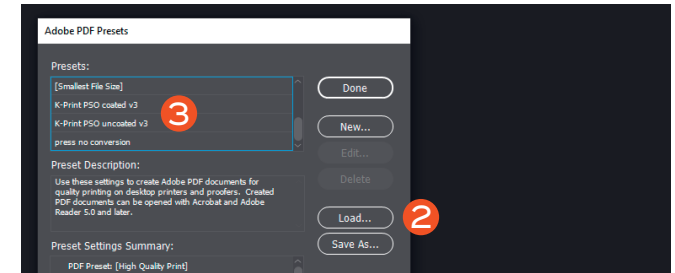 Adobe PDF Presets
Presets:
[Smallest File Size]
K-Print PSO coated v3
K-Print PSO uncoated v3
press no conversion
3
Done
New...
Edit...
Delete
Preset Description:
Use these settings to create Adobe PDF documents for
quality printing on desktop printers and proofers. Created
PDF documents can be opened with Acrobat and Adobe
Reader 5.0 and later.
Load...
2
Save As...
Preset Settings Summary:
PDF Preset: [High Quality Print]